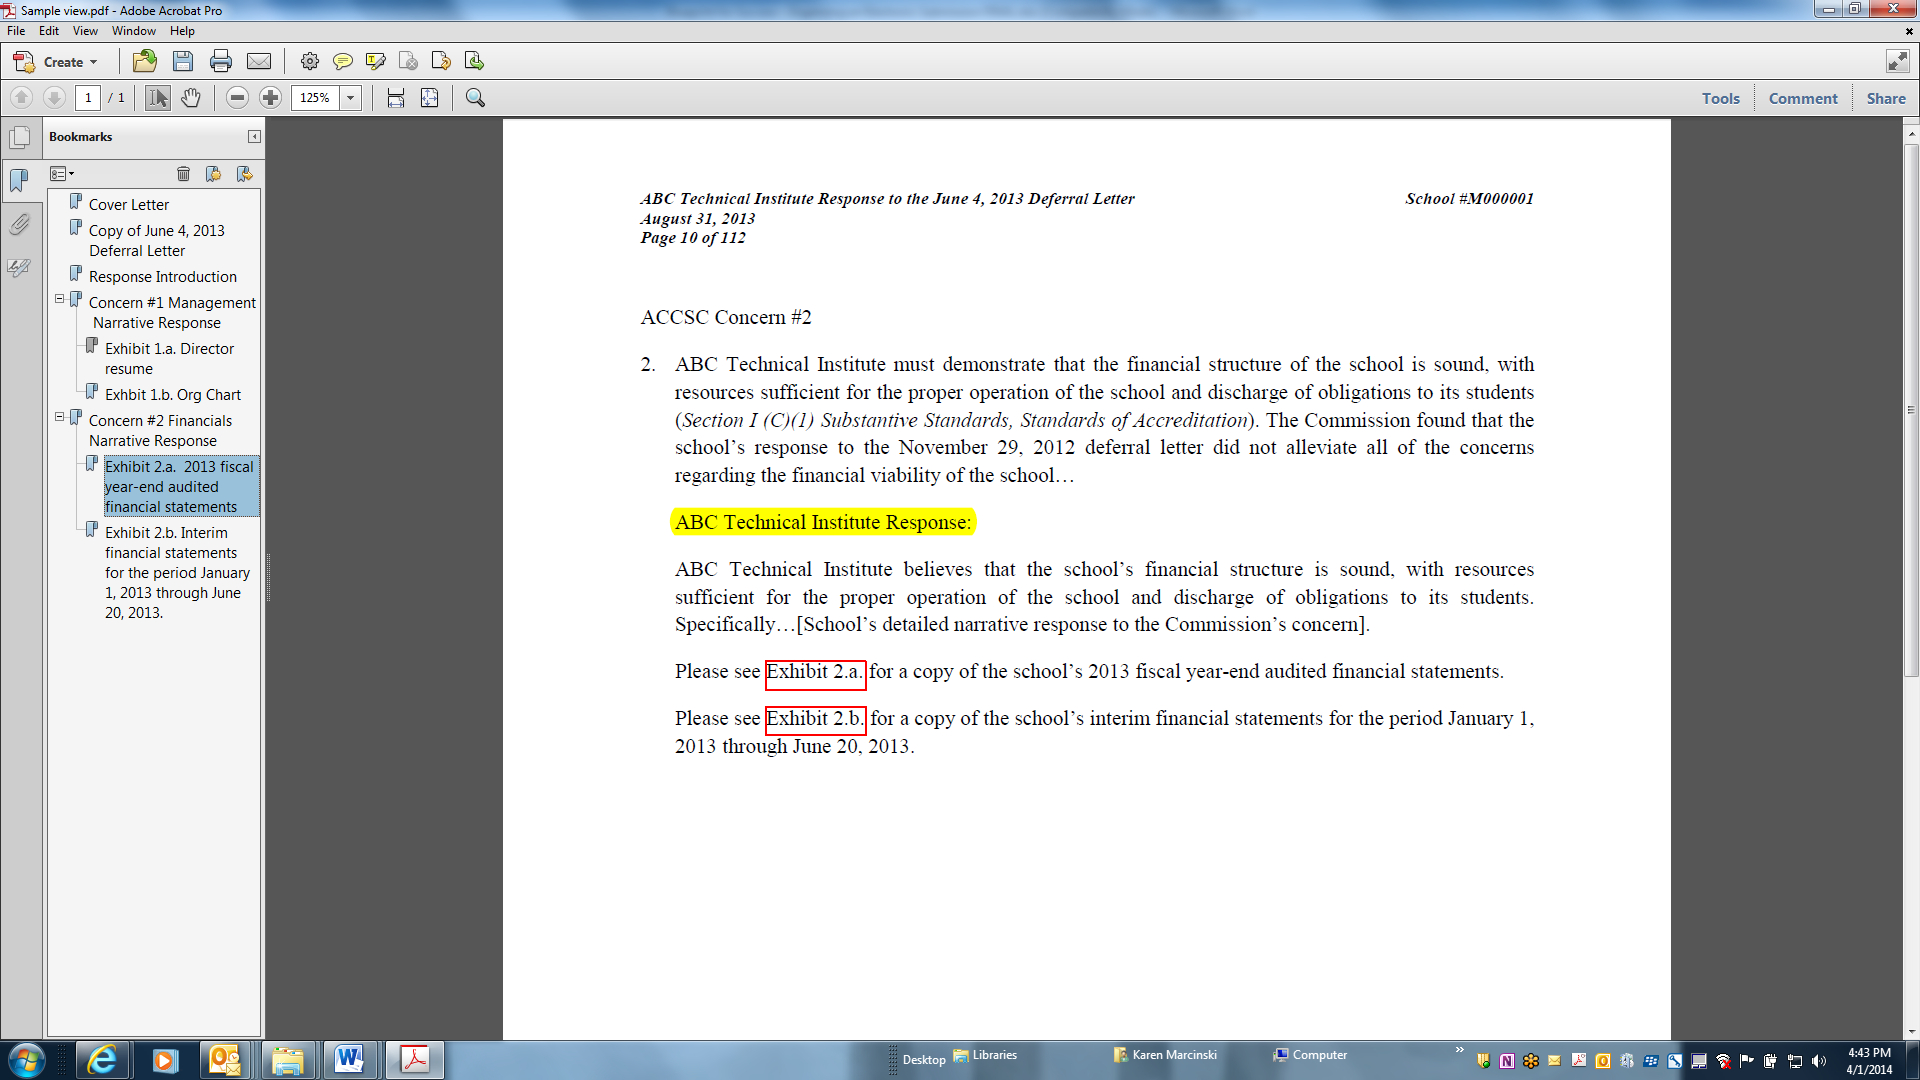 Sample view.pdf - Adobe Acrobat Pro
File Edit View Window Help
Create
1 / 1 125% Tools Comment Share
Bookmarks
Cover Letter
Copy of June 4, 2013
Deferral Letter
Response Introduction
Concern #1 Management
Narrative Response
Exhibit 1.a. Director
resume
Exhbit 1.b. Org Chart
Concern #2 Financials
Narrative Response
Exhibit 2.a. 2013 fiscal
year-end audited
financial statements
Exhibit 2.b. Interim
financial statements
for the period January
1, 2013 through June
20, 2013.
ABC Technical Institute Response to the June 4, 2013 Deferral Letter School #M000001
August 31, 2013
Page 10 of 112
ACCSC Concern #2
2. ABC Technical Institute must demonstrate that the financial structure of the school is sound, with
resources sufficient for the proper operation of the school and discharge of obligations to its students
(Section I (C)(1) Substantive Standards, Standards of Accreditation). The Commission found that the
school’s response to the November 29, 2012 deferral letter did not alleviate all of the concerns
regarding the financial viability of the school…
ABC Technical Institute Response:
ABC Technical Institute believes that the school’s financial structure is sound, with resources
sufficient for the proper operation of the school and discharge of obligations to its students.
Specifically…[School’s detailed narrative response to the Commission’s concern].
Please see Exhibit 2.a. for a copy of the school’s 2013 fiscal year-end audited financial statements.
Please see Exhibit 2.b. for a copy of the school’s interim financial statements for the period January 1,
2013 through June 20, 2013.
Desktop Libraries Karen Marcinski Computer
4:43 PM
4/1/2014